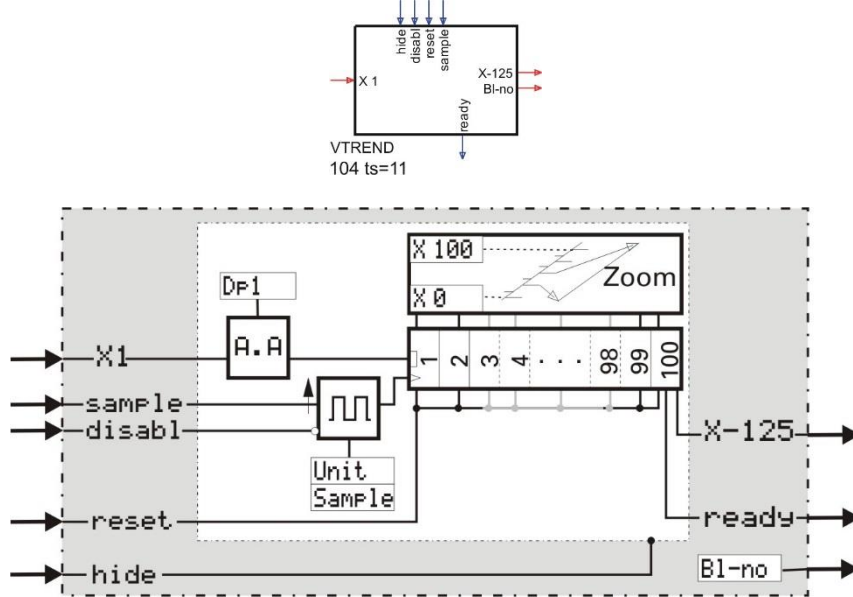 hide
disabl
reset
sample
X 1
X-125
Bl-no
ready
VTREND
104 ts=11
X 100
X 0
Zoom
Dp1
A.A
X1
1 2 3 4 . . . 98 99 100
sample
disabl
Unit
Sample
X-125
reset
ready
hide
Bl-no